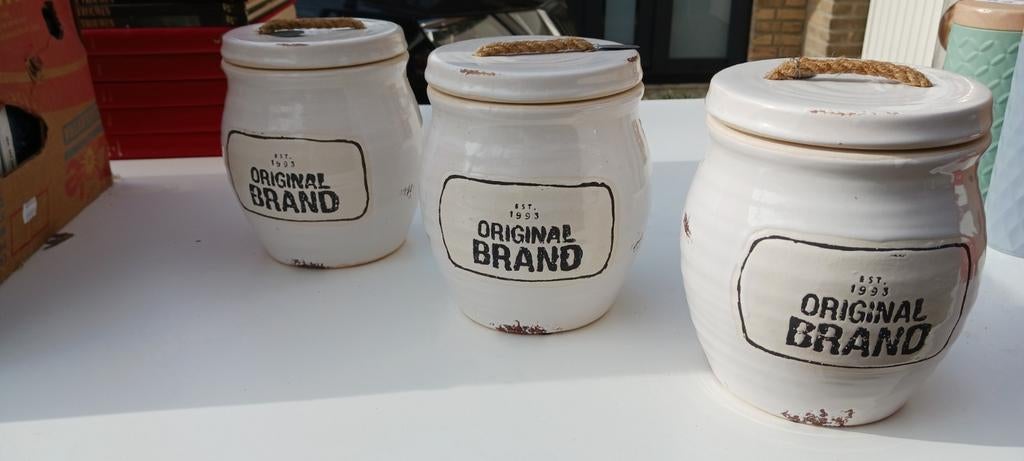 EST.
1993
ORIGINAL
BRAND
EST.
1993
ORIGINAL
BRAND
EST.
1993
ORIGINAL
BRAND